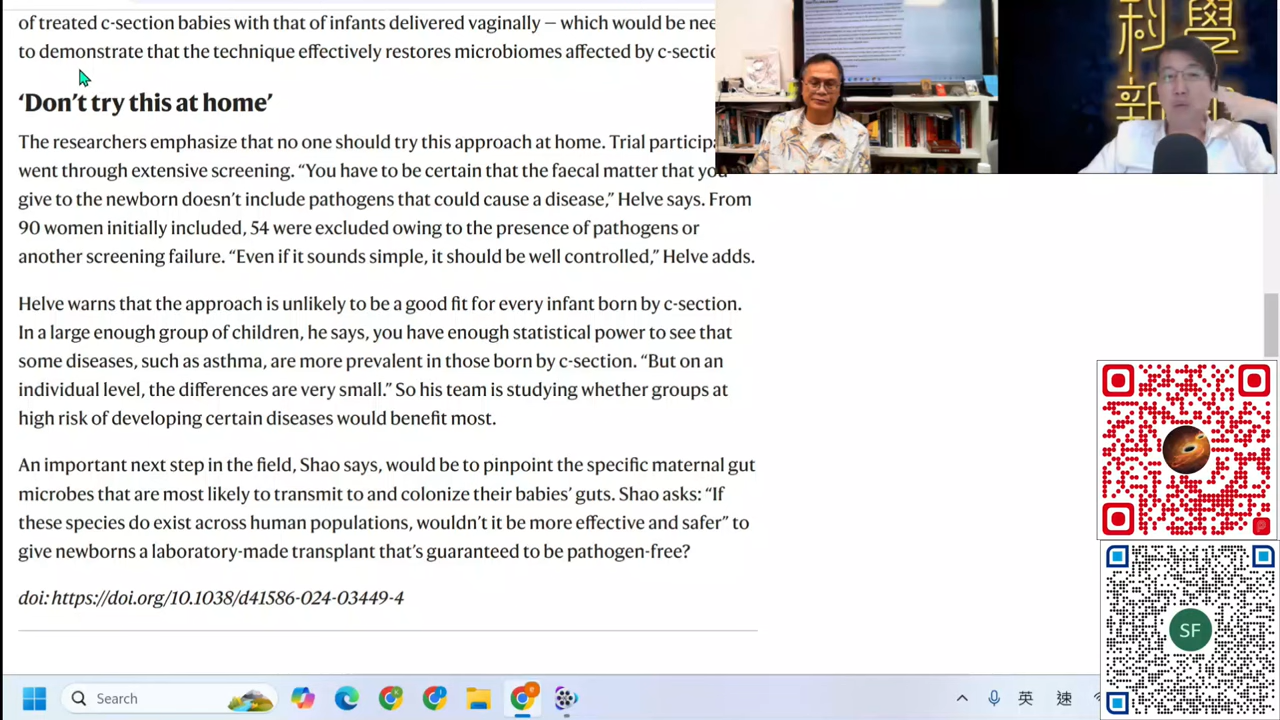 of treated c-section babies with that of infants delivered vaginally — which would be nee
to demonstrate that the technique effectively restores microbiomes affected by c-sectio
‘Don’t try this at home’
The researchers emphasize that no one should try this approach at home. Trial participa
went through extensive screening. “You have to be certain that the faecal matter that you
give to the newborn doesn’t include pathogens that could cause a disease,” Helve says. From
90 women initially included, 54 were excluded owing to the presence of pathogens or
another screening failure. “Even if it sounds simple, it should be well controlled,” Helve adds.
Helve warns that the approach is unlikely to be a good fit for every infant born by c-section.
In a large enough group of children, he says, you have enough statistical power to see that
some diseases, such as asthma, are more prevalent in those born by c-section. “But on an
individual level, the differences are very small.” So his team is studying whether groups at
high risk of developing certain diseases would benefit most.
An important next step in the field, Shao says, would be to pinpoint the specific maternal gut
microbes that are most likely to transmit to and colonize their babies’ guts. Shao asks: “If
these species do exist across human populations, wouldn’t it be more effective and safer” to
give newborns a laboratory-made transplant that’s guaranteed to be pathogen-free?
doi: https://doi.org/10.1038/d41586-024-03449-4
科學
新
SF
Search
英
速